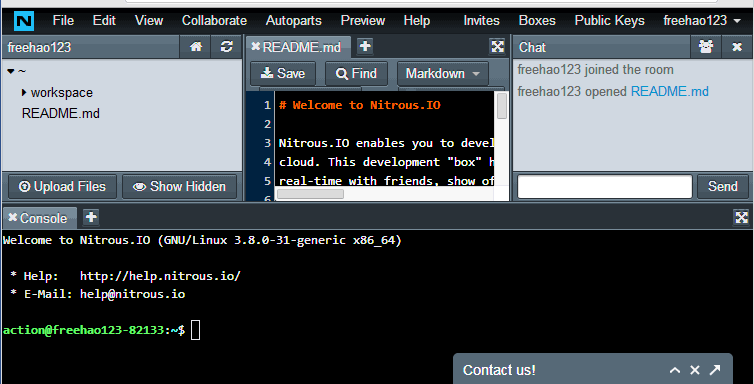 N File Edit View Collaborate Autoparts Preview Help Invites Boxes Public Keys freehao123
freehao123
~
workspace
README.md
Upload Files Show Hidden
README.md
Save Find Markdown
1 # Welcome to Nitrous.IO
2
3 Nitrous.IO enables you to devel
4 cloud. This development "box" h
5 real-time with friends, show of
6
Chat
freehao123 joined the room
freehao123 opened README.md
Send
Console
Welcome to Nitrous.IO (GNU/Linux 3.8.0-31-generic x86_64)
* Help: http://help.nitrous.io/
* E-Mail: help@nitrous.io
action@freehao123-82133:~$
Contact us!